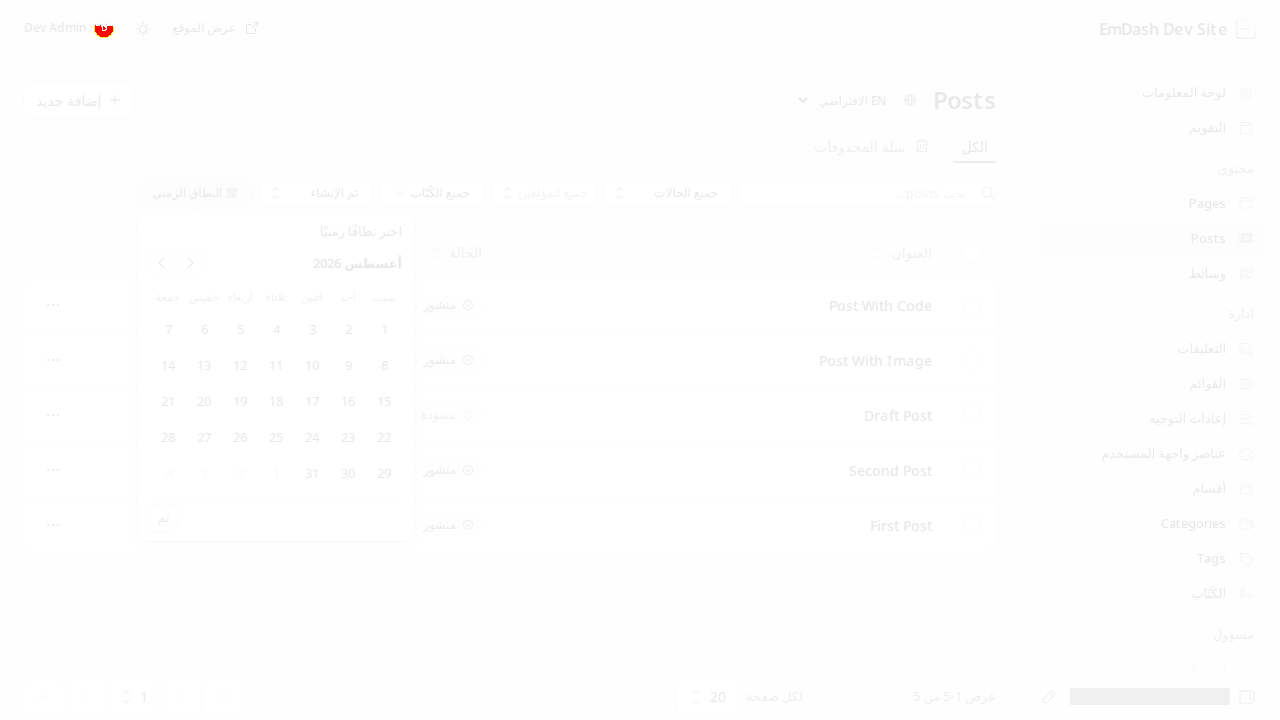 EmDash Dev Site
لوحة المعلومات
التقويم
محتوى
Pages
Posts
وسائط
إدارة
التعليقات
القوائم
إعادات التوجيه
عناصر واجهة المستخدم
أقسام
Categories
Tags
الكُتّاب
مسؤول
عرض الموقع
Dev Admin
Posts
EN الافتراضي
إضافة جديد
الكل
سلة المحذوفات
بحث posts...
جميع الحالات
جميع المؤلفين
جميع الكُتّاب
تم الإنشاء
النطاق الزمني
العنوان
الحالة
Post With Code
منشور
Post With Image
منشور
Draft Post
مسودة
Second Post
منشور
First Post
منشور
اختر نطاقًا زمنيًا
أغسطس 2026
سبت أحد اثنين ثلاثاء أربعاء خميس جمعة
1 2 3 4 5 6 7
8 9 10 11 12 13 14
15 16 17 18 19 20 21
22 23 24 25 26 27 28
29 30 31 1 2 3 4
تم
عرض 1-5 من 5
لكل صفحة
20
1